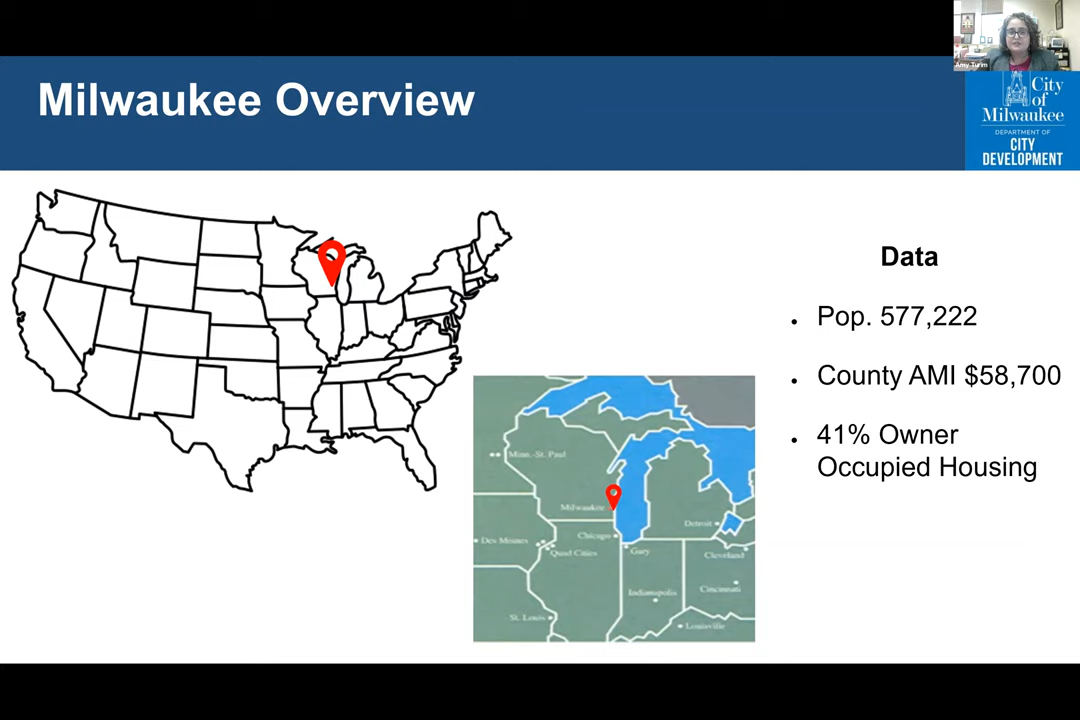 Amy Turim
Milwaukee Overview
City
of
Milwaukee
DEPARTMENT OF
CITY
DEVELOPMENT
Data
• Pop. 577,222
• County AMI $58,700
• 41% Owner
Occupied Housing
Minn.-St. Paul
Milwaukee
Detroit
Chicago
Des Moines
Gary
Cleveland
Quad Cities
Indianapolis
Cincinnati
St. Louis
Louisville